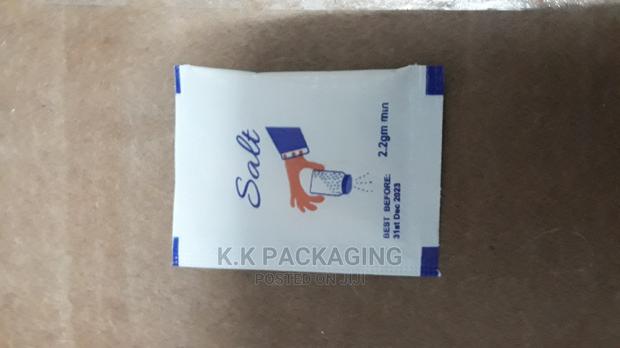 Salt
2.2gm min
BEST BEFORE:
31st Dec 2023
K.K PACKAGING
POSTED ON JIJI